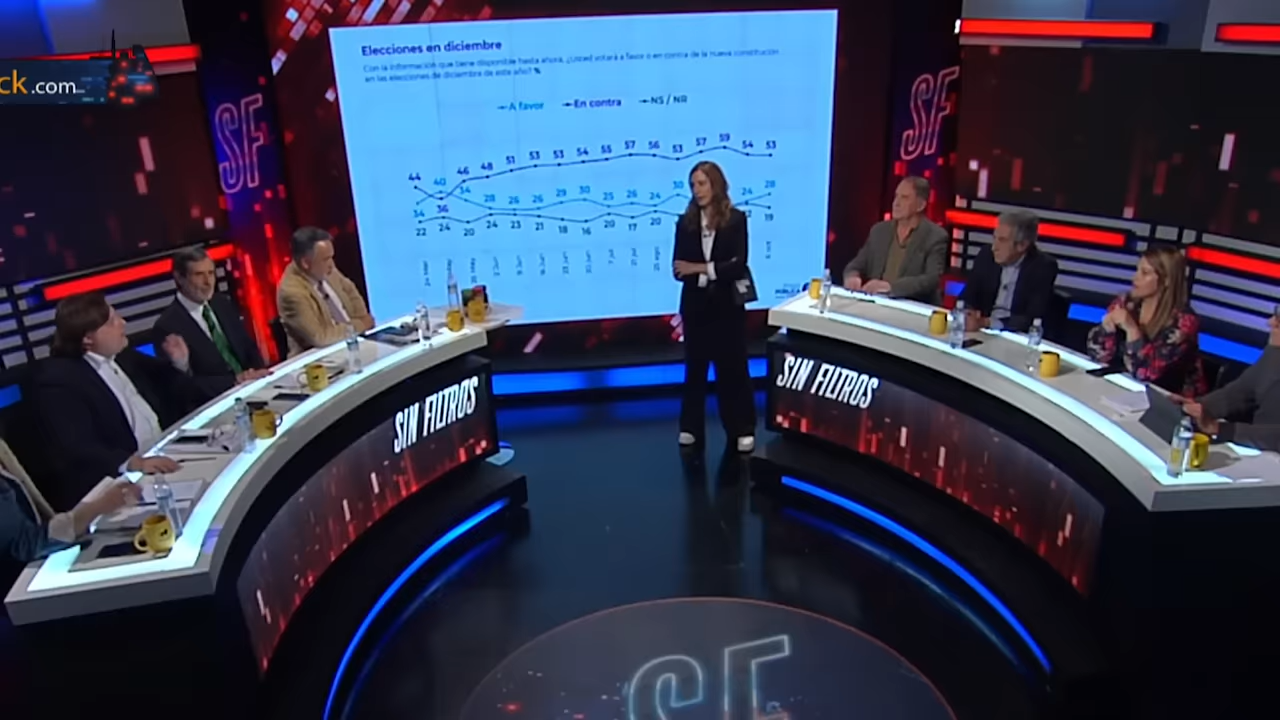 ck.com
SF
SF
Elecciones en diciembre
Con la información que tiene disponible hasta ahora, ¿Usted votará a favor o en contra de la nueva constitución
en las elecciones de diciembre de este año? %
A favor En contra NS / NR
44 40 46 48 51 53 53 54 55 57 56 53 57 59 54 53
34 36 34 28 26 26 29 30 25 26 24 30 24 28
22 24 20 24 23 21 18 16 20 17 20 19
SIN FILTROS
SIN FILTROS
SF